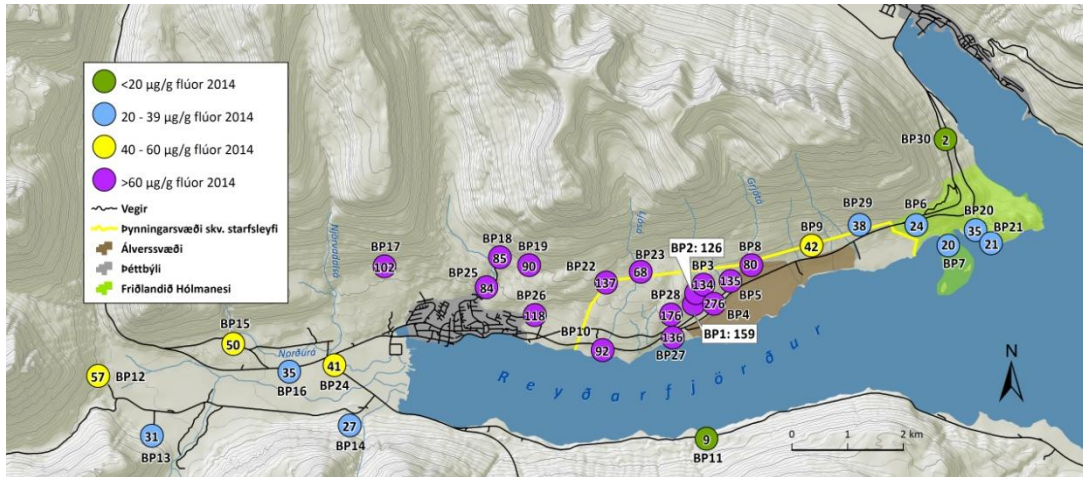 <20 µg/g flúor 2014
20 - 39 µg/g flúor 2014
40 - 60 µg/g flúor 2014
>60 µg/g flúor 2014
Vegir
Þynningarsvæði skv. starfsleyfi
Álverssvæði
Þéttbýli
Friðlandið Hólmanesi
BP30
2
BP29
38
BP6
24
BP20
35
BP21
21
BP7
20
Grjótá
BP9
42
BP8
80
BP3
134
BP2: 126
BP5
135
BP4
276
BP1: 159
BP28
176
BP27
136
Ljósá
BP23
68
BP22
137
BP10
92
BP18
85
BP19
90
BP25
84
BP26
118
BP17
102
Njörvadalsá
BP15
50
Norðurá
BP16
35
BP24
41
BP12
57
BP13
31
BP14
27
BP11
9
Reyðarfjörður
N
0 1 2 km